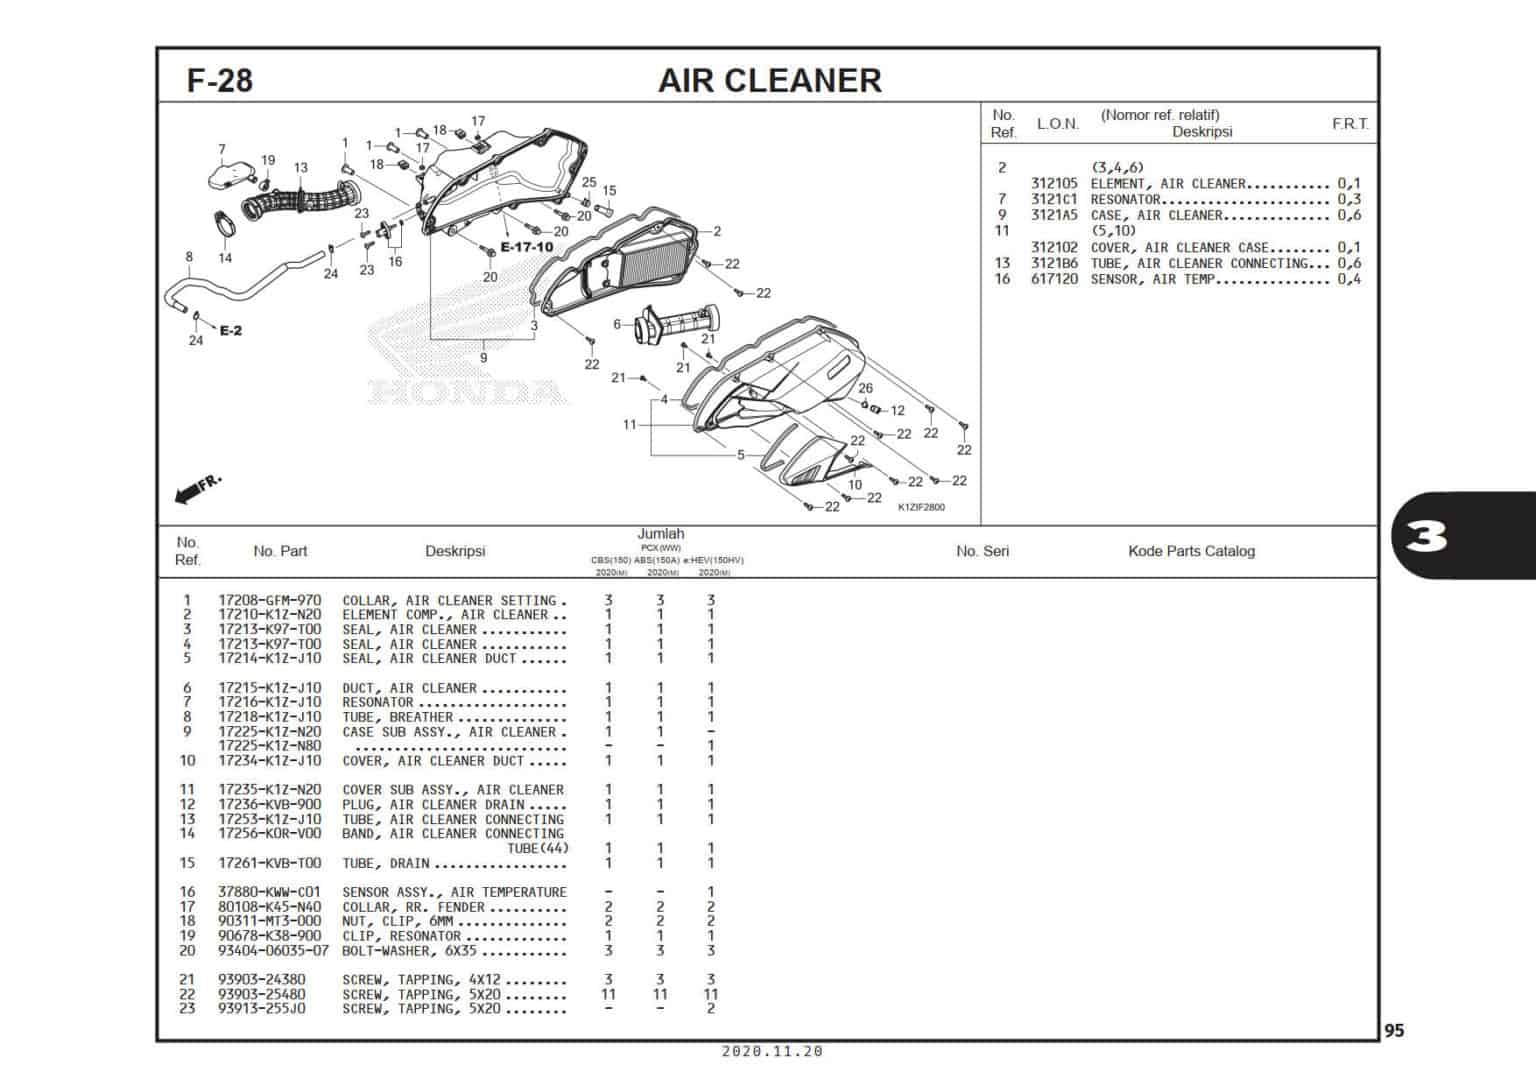 F-28
AIR CLEANER
No. Ref.
L.O.N.
(Nomor ref. relatif)
Deskripsi
F.R.T.
2 (3,4,6)
312105 ELEMENT, AIR CLEANER........... 0,1
7 3121C1 RESONATOR...................... 0,3
9 3121A5 CASE, AIR CLEANER.............. 0,6
11 (5,10)
312102 COVER, AIR CLEANER CASE........ 0,1
13 3121B6 TUBE, AIR CLEANER CONNECTING... 0,6
16 617120 SENSOR, AIR TEMP............... 0,4
17
1
18
1
1
17
7
19
13
18
25
15
23
20
20
2
E-17-10
14
16
22
8
24
23
20
22
3
6
E-2
21
24
9
22
21
21
26
4
12
11
22
22
22
22
5
10
22
22
22
22
FR.
HONDA
K1ZIF2800
3
No. Ref.
No. Part
Deskripsi
Jumlah
PCX(WW)
CBS(150) ABS(150A) e:HEV(150HV)
2020(M) 2020(M) 2020(M)
No. Seri
Kode Parts Catalog
1 17208-GFM-970 COLLAR, AIR CLEANER SETTING . 3 3 3
2 17210-K1Z-N20 ELEMENT COMP., AIR CLEANER .. 1 1 1
3 17213-K97-T00 SEAL, AIR CLEANER ........... 1 1 1
4 17213-K97-T00 SEAL, AIR CLEANER ........... 1 1 1
5 17214-K1Z-J10 SEAL, AIR CLEANER DUCT ...... 1 1 1
6 17215-K1Z-J10 DUCT, AIR CLEANER ........... 1 1 1
7 17216-K1Z-J10 RESONATOR ................... 1 1 1
8 17218-K1Z-J10 TUBE, BREATHER .............. 1 1 1
9 17225-K1Z-N20 CASE SUB ASSY., AIR CLEANER . 1 1 –
17225-K1Z-N80 ........................... – – 1
10 17234-K1Z-J10 COVER, AIR CLEANER DUCT ..... 1 1 1
11 17235-K1Z-N20 COVER SUB ASSY., AIR CLEANER 1 1 1
12 17236-KVB-900 PLUG, AIR CLEANER DRAIN ..... 1 1 1
13 17253-K1Z-J10 TUBE, AIR CLEANER CONNECTING 1 1 1
14 17256-K0R-V00 BAND, AIR CLEANER CONNECTING
TUBE(44) 1 1 1
15 17261-KVB-T00 TUBE, DRAIN ................. 1 1 1
16 37880-KWW-C01 SENSOR ASSY., AIR TEMPERATURE – – 1
17 80108-K45-N40 COLLAR, RR. FENDER .......... 2 2 2
18 90311-MT3-000 NUT, CLIP, 6MM .............. 2 2 2
19 90678-K38-900 CLIP, RESONATOR ............. 1 1 1
20 93404-06035-07 BOLT-WASHER, 6X35 ........... 3 3 3
21 93903-24380 SCREW, TAPPING, 4X12 ........ 3 3 3
22 93903-25480 SCREW, TAPPING, 5X20 ........ 11 11 11
23 93913-255J0 SCREW, TAPPING, 5X20 ........ – – 2
95
2020.11.20